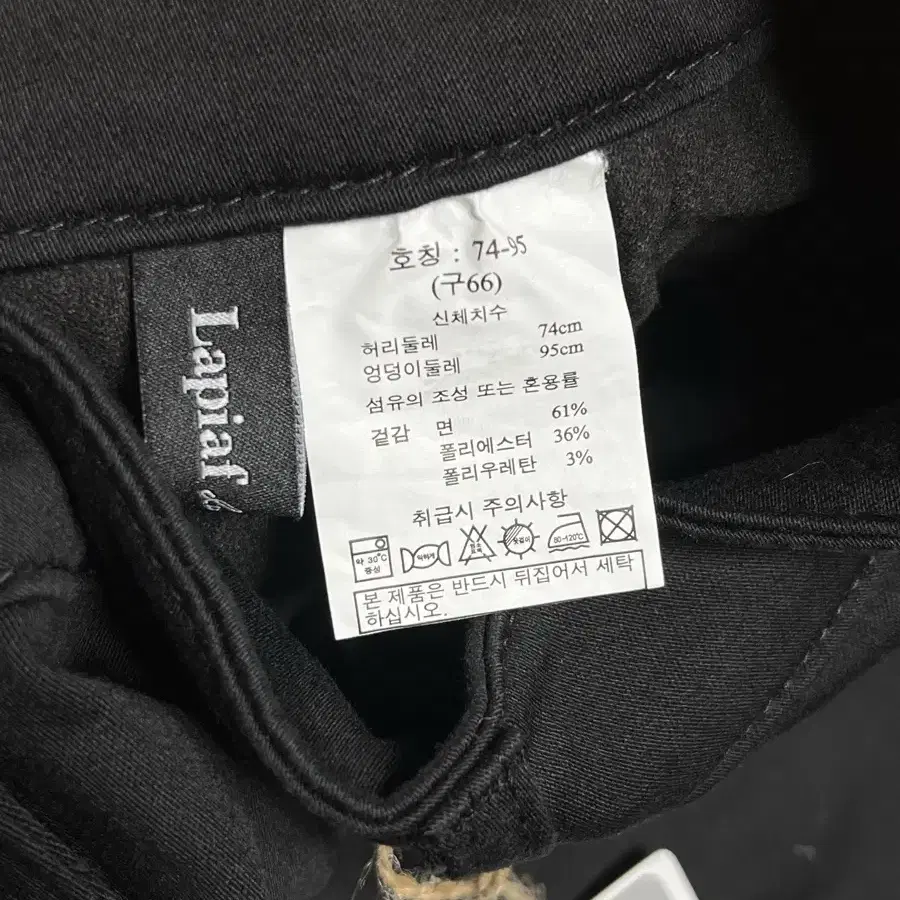 Lapiaf
호칭 : 74-95
(구66)
신체치수
허리둘레 74cm
엉덩이둘레 95cm
섬유의 조성 또는 혼용률
겉감 면 61%
폴리에스터 36%
폴리우레탄 3%
취급시 주의사항
약 30°C
중성
약하게
80-120°C
본 제품은 반드시 뒤집어서 세탁
하십시오.